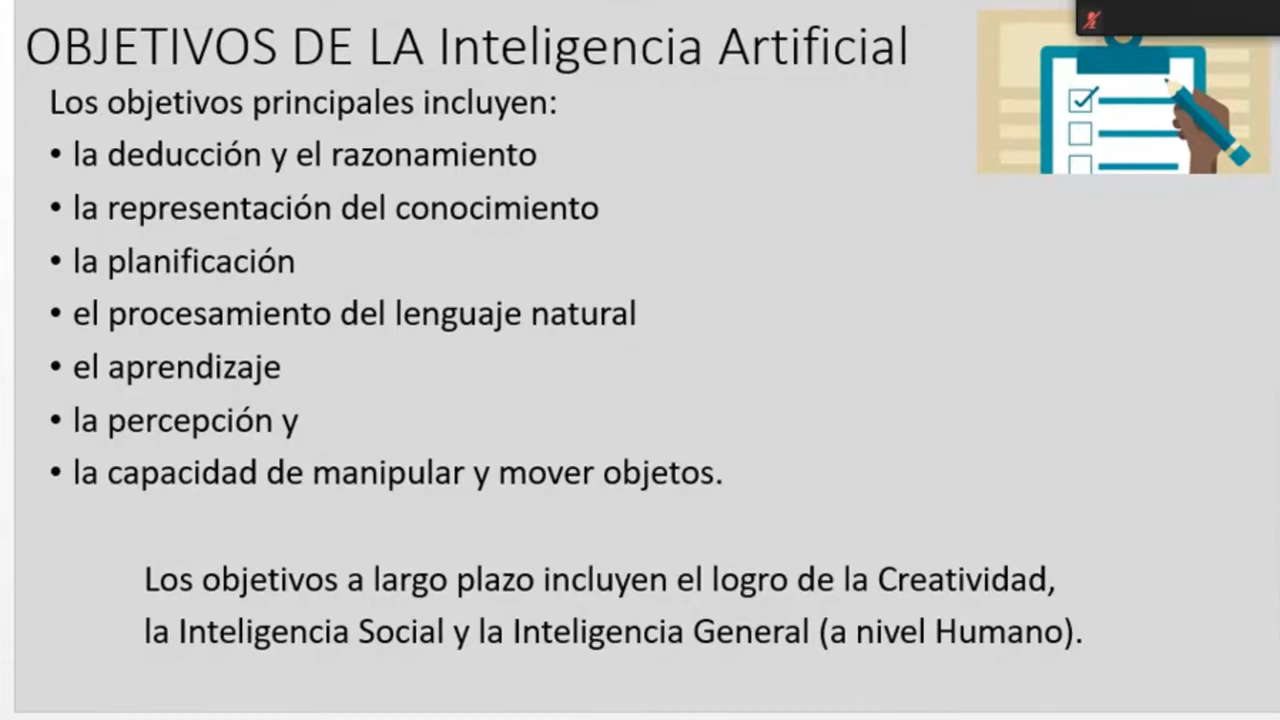 OBJETIVOS DE LA Inteligencia Artificial
Los objetivos principales incluyen:
• la deducción y el razonamiento
• la representación del conocimiento
• la planificación
• el procesamiento del lenguaje natural
• el aprendizaje
• la percepción y
• la capacidad de manipular y mover objetos.
Los objetivos a largo plazo incluyen el logro de la Creatividad,
la Inteligencia Social y la Inteligencia General (a nivel Humano).